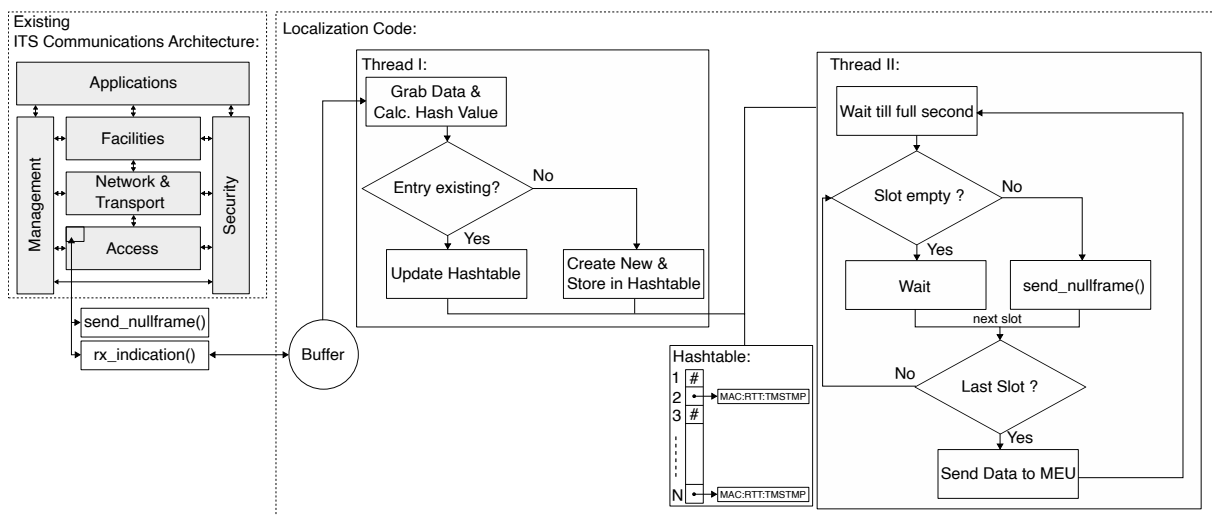 Existing
ITS Communications Architecture:
Applications
Management
Facilities
Network &
Transport
Access
Security
send_nullframe()
rx_indication()
Localization Code:
Buffer
Thread I:
Grab Data &
Calc. Hash Value
Entry existing?
No
Yes
Update Hashtable
Create New &
Store in Hashtable
Hashtable:
1 #
2 MAC:RTT:TMSTMP
3 #
N MAC:RTT:TMSTMP
Thread II:
Wait till full second
Slot empty ?
No
Yes
Wait
send_nullframe()
next slot
No
Last Slot ?
Yes
Send Data to MEU